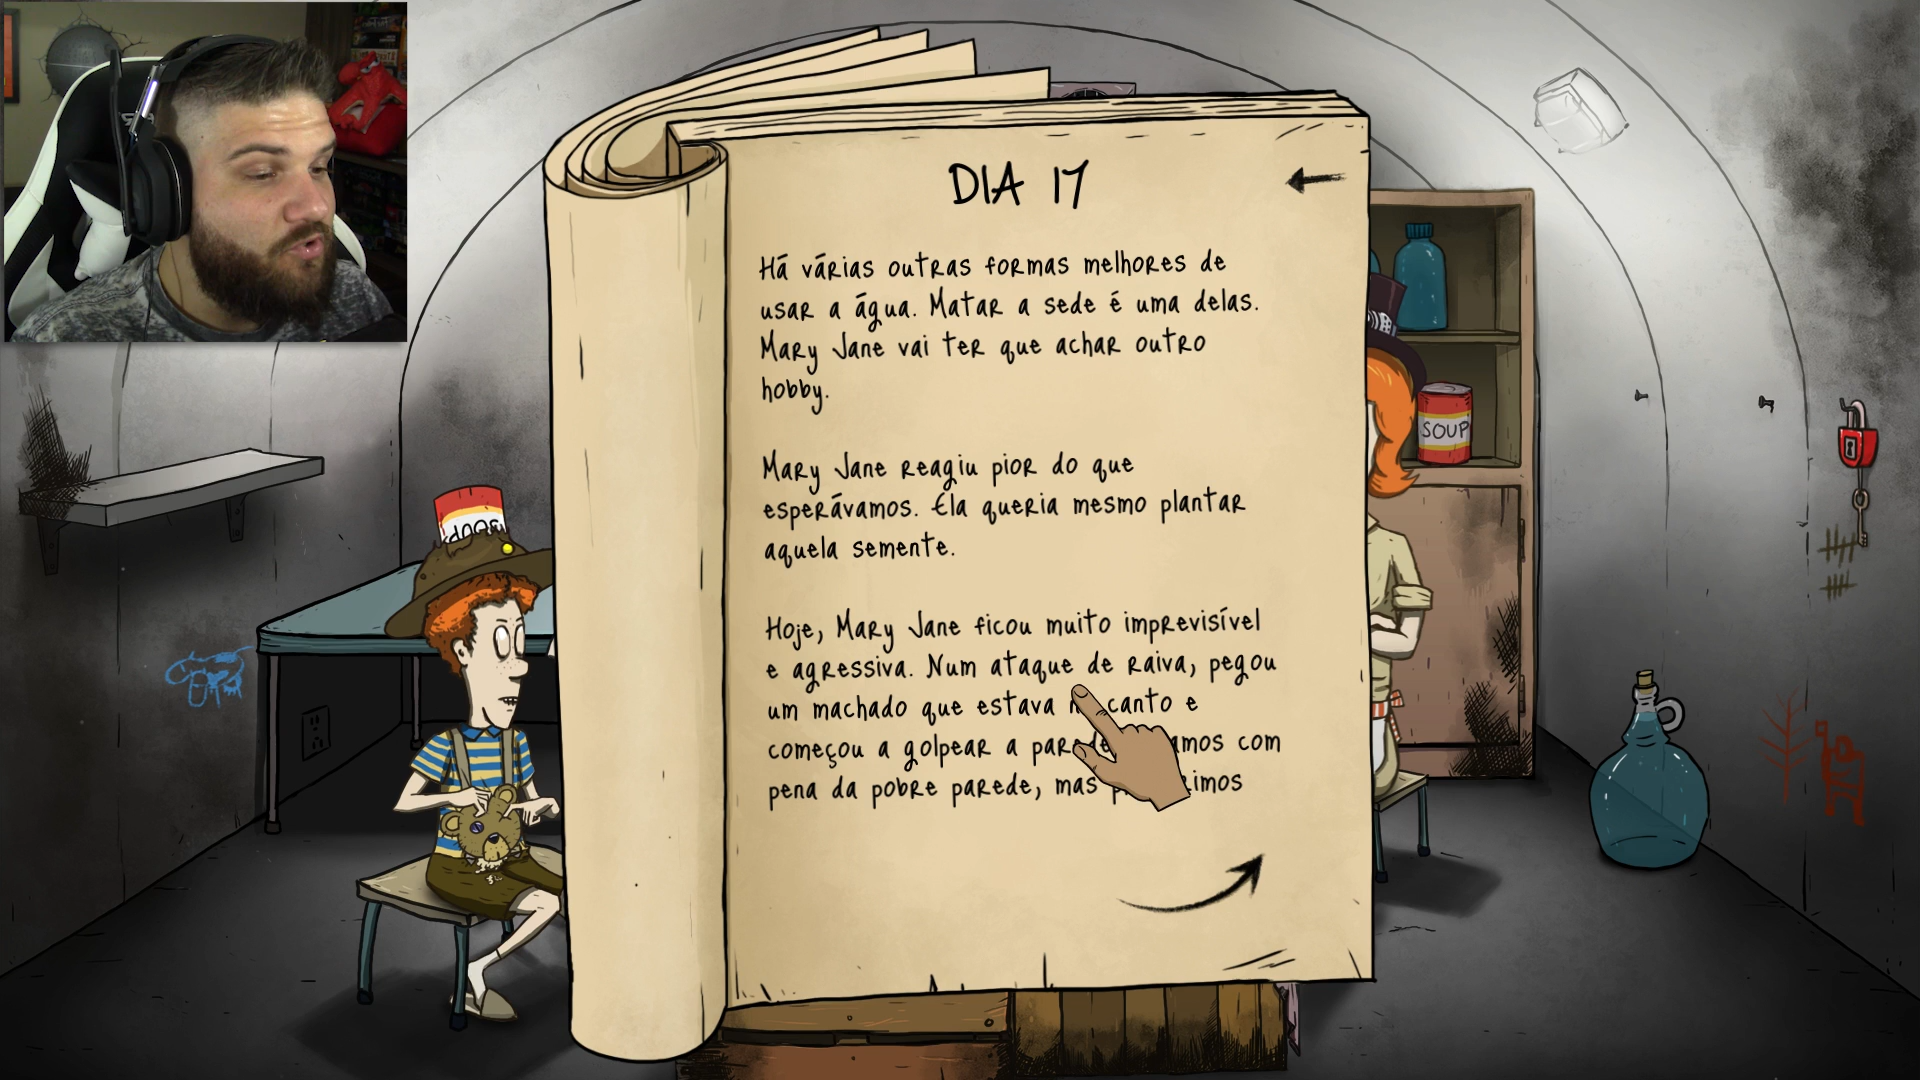 DIA 17
Há várias outras formas melhores de
usar a água. Matar a sede é uma delas.
Mary Jane vai ter que achar outro
hobby.
Mary Jane reagiu pior do que
esperávamos. Ela queria mesmo plantar
aquela semente.
Hoje, Mary Jane ficou muito imprevisível
e agressiva. Num ataque de raiva, pegou
um machado que estava canto e
começou a golpear a com
pena da pobre parede, mas
SOUP
SOUP